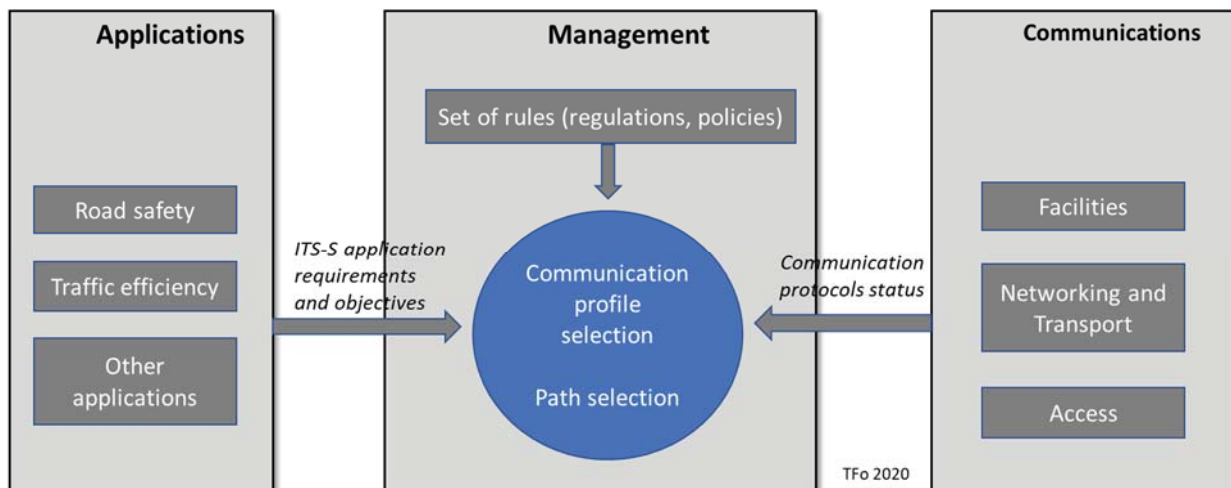 Applications
Road safety
Traffic efficiency
Other
applications
ITS-S application
requirements
and objectives
Management
Set of rules (regulations, policies)
Communication
profile
selection
Path selection
Communication
protocols status
TFo 2020
Communications
Facilities
Networking and
Transport
Access